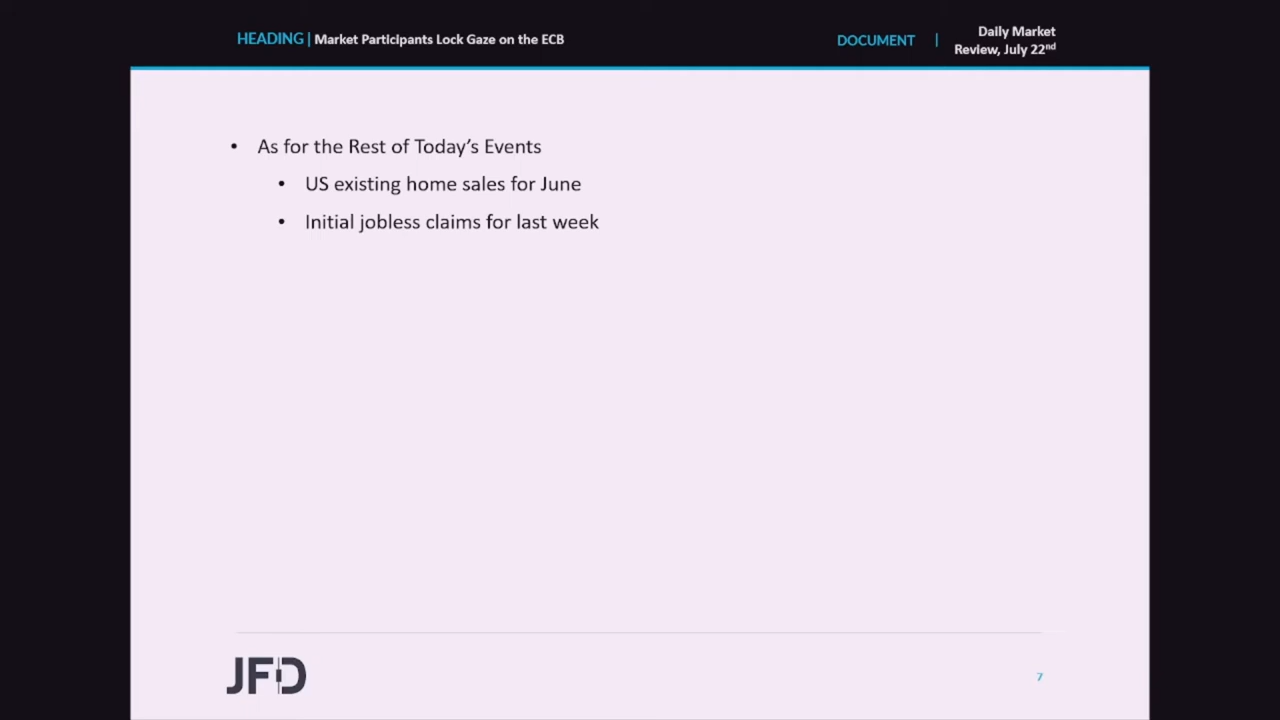 HEADING | Market Participants Lock Gaze on the ECB
DOCUMENT | Daily Market
Review, July 22nd
• As for the Rest of Today's Events
• US existing home sales for June
• Initial jobless claims for last week
JFD
7